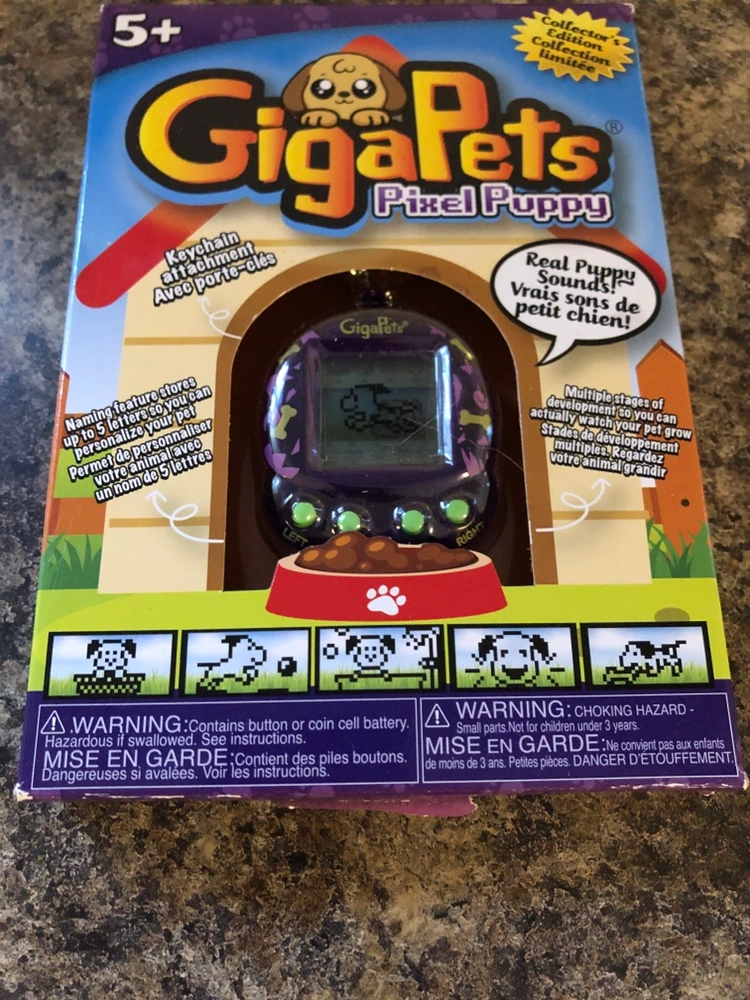 5+
Collector's
Edition
Collection
limitée
GigaPets®
Pixel Puppy
Keychain
attachment
Avec porte-clés
Real Puppy
Sounds!
Vrais sons de
petit chien!
GigaPets®
Naming feature stores
up to 5 letters so you can
personalize your pet
Permet de personnaliser
votre animal avec
un nom de 5 lettres
Multiple stages of
development so you can
actually watch your pet grow
Stades de développement
multiples. Regardez
votre animal grandir
LEFT
RIGHT
WARNING: Contains button or coin cell battery.
Hazardous if swallowed. See instructions.
MISE EN GARDE: Contient des piles boutons.
Dangereuses si avalées. Voir les instructions.
WARNING: CHOKING HAZARD -
Small parts. Not for children under 3 years.
MISE EN GARDE: Ne convient pas aux enfants
de moins de 3 ans. Petites pièces. DANGER D'ÉTOUFFEMENT.